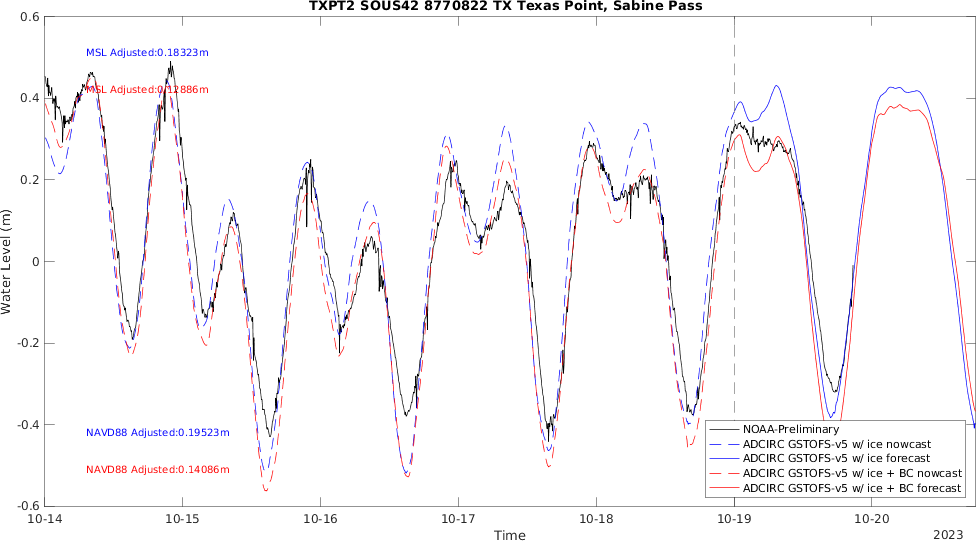 TXPT2 SOUS42 8770822 TX Texas Point, Sabine Pass
0.6
0.4
0.2
0
-0.2
-0.4
-0.6
Water Level (m)
MSL Adjusted:0.18323m
MSL Adjusted:0.12886m
NAVD88 Adjusted:0.19523m
NAVD88 Adjusted:0.14086m
NOAA-Preliminary
ADCIRC GSTOFS-v5 w/ ice nowcast
ADCIRC GSTOFS-v5 w/ ice forecast
ADCIRC GSTOFS-v5 w/ ice + BC nowcast
ADCIRC GSTOFS-v5 w/ ice + BC forecast
10-14 10-15 10-16 10-17 10-18 10-19 10-20
Time
2023